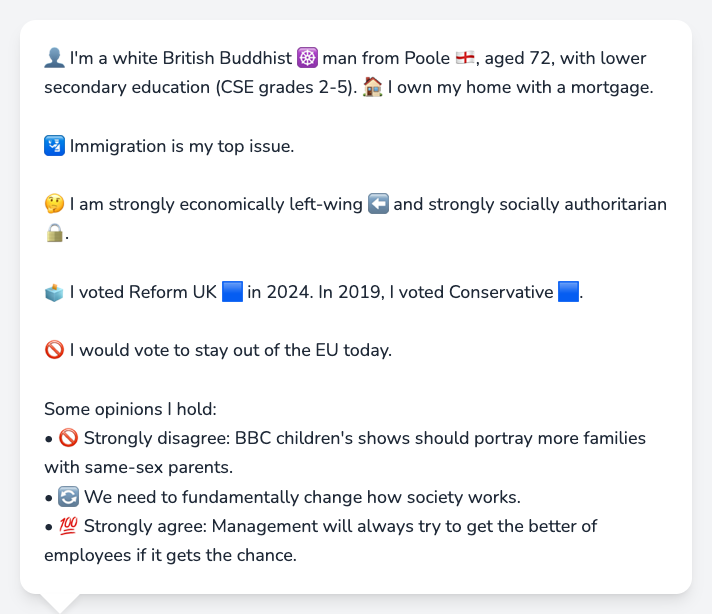 👤 I'm a white British Buddhist ☸️ man from Poole 🏴󠁧󠁢󠁥󠁮󠁧󠁿, aged 72, with lower
secondary education (CSE grades 2-5). 🏠 I own my home with a mortgage.
🛂 Immigration is my top issue.
🤔 I am strongly economically left-wing ⬅️ and strongly socially authoritarian
🔒.
🗳️ I voted Reform UK 🟦 in 2024. In 2019, I voted Conservative 🟦.
🚫 I would vote to stay out of the EU today.
Some opinions I hold:
• 🚫 Strongly disagree: BBC children's shows should portray more families
with same-sex parents.
• 🔄 We need to fundamentally change how society works.
• 💯 Strongly agree: Management will always try to get the better of
employees if it gets the chance.